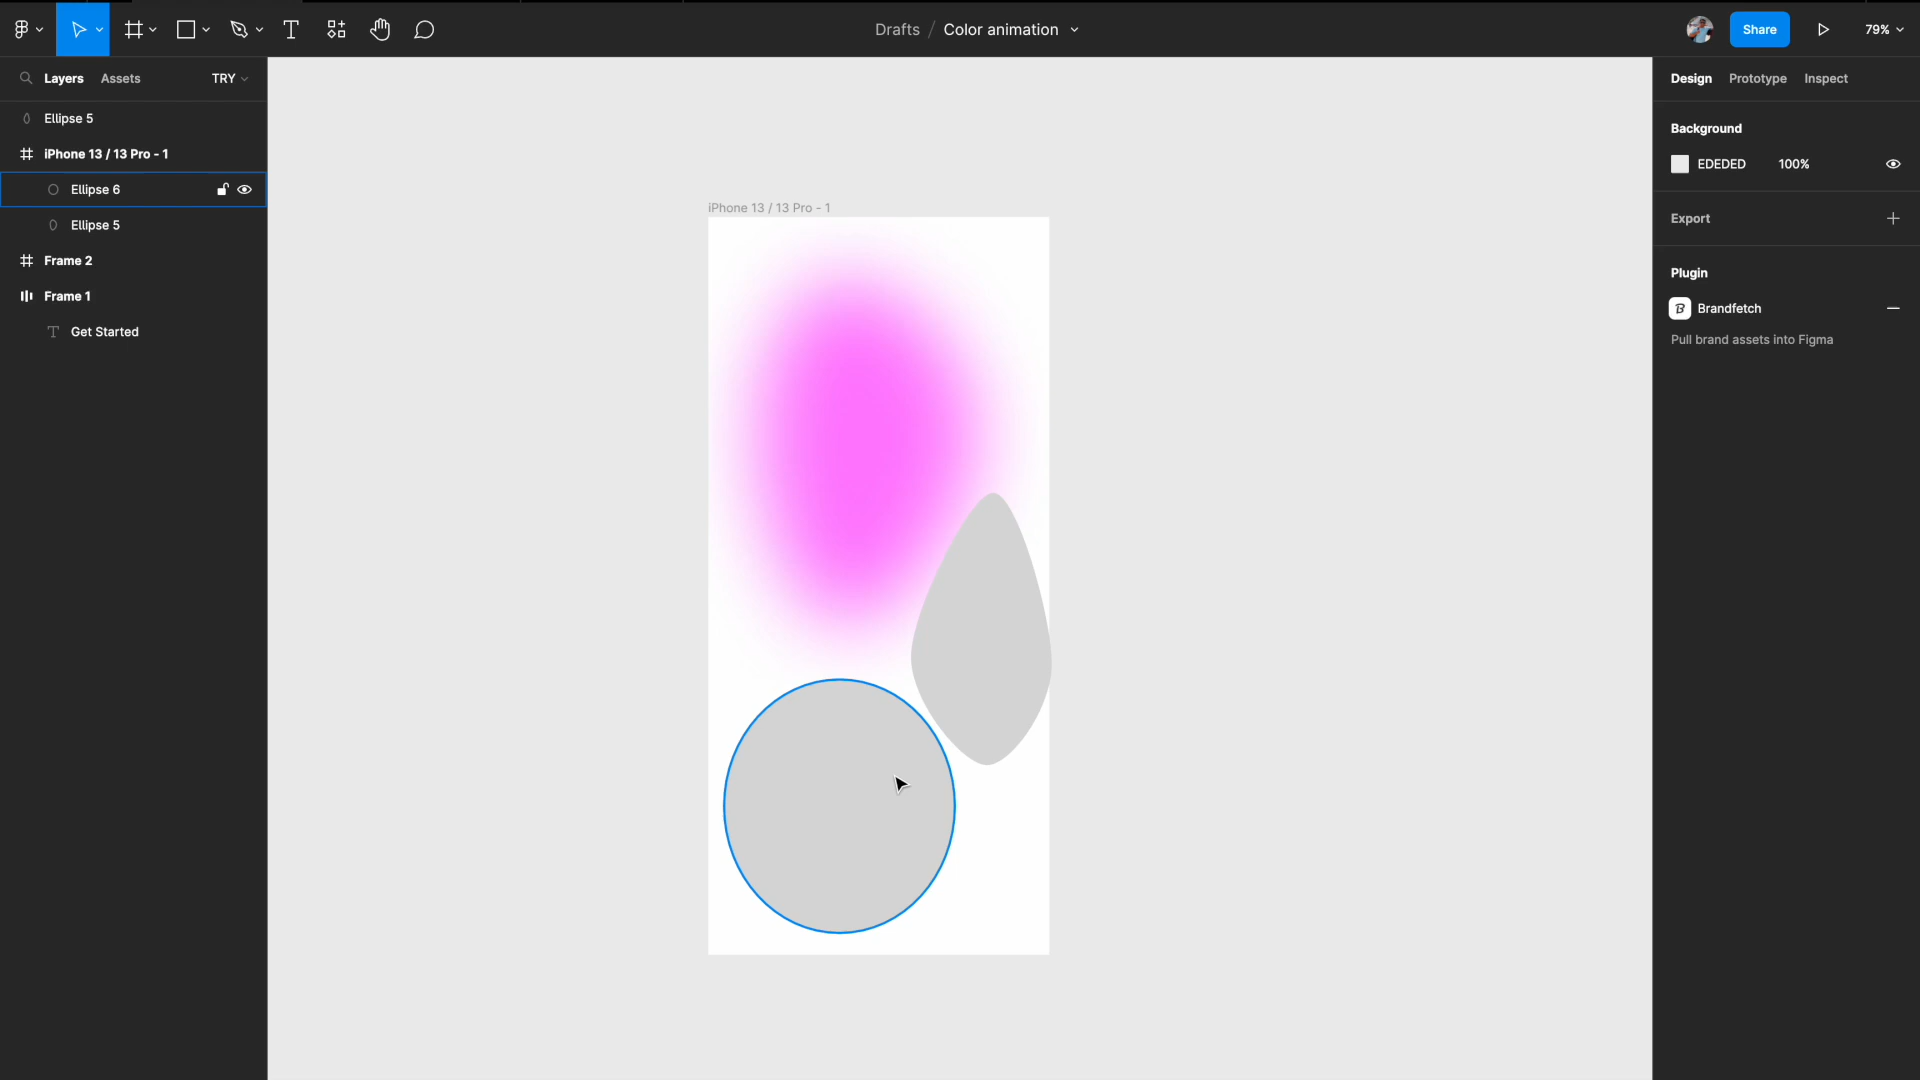 Drafts / Color animation
Share
79%
Layers Assets TRY
Ellipse 5
iPhone 13 / 13 Pro - 1
Ellipse 6
Ellipse 5
Frame 2
Frame 1
Get Started
iPhone 13 / 13 Pro - 1
Design Prototype Inspect
Background
EDEDED 100%
Export
Plugin
Brandfetch
Pull brand assets into Figma